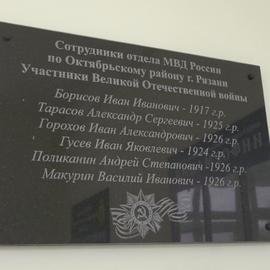 Сотрудники отдела МВД России
по Октябрьскому району г. Рязани
Участники Великой Отечественной войны
Борисов Иван Иванович - 1917 г.р.
Тарасов Александр Сергеевич - 1925 г.р.
Горохов Иван Александрович - 1926 г.р.
Гусев Иван Яковлевич - 1924 г.р.
Поликанин Андрей Степанович -1926 г.р.
Макурин Василий Иванович - 1926 г.р.